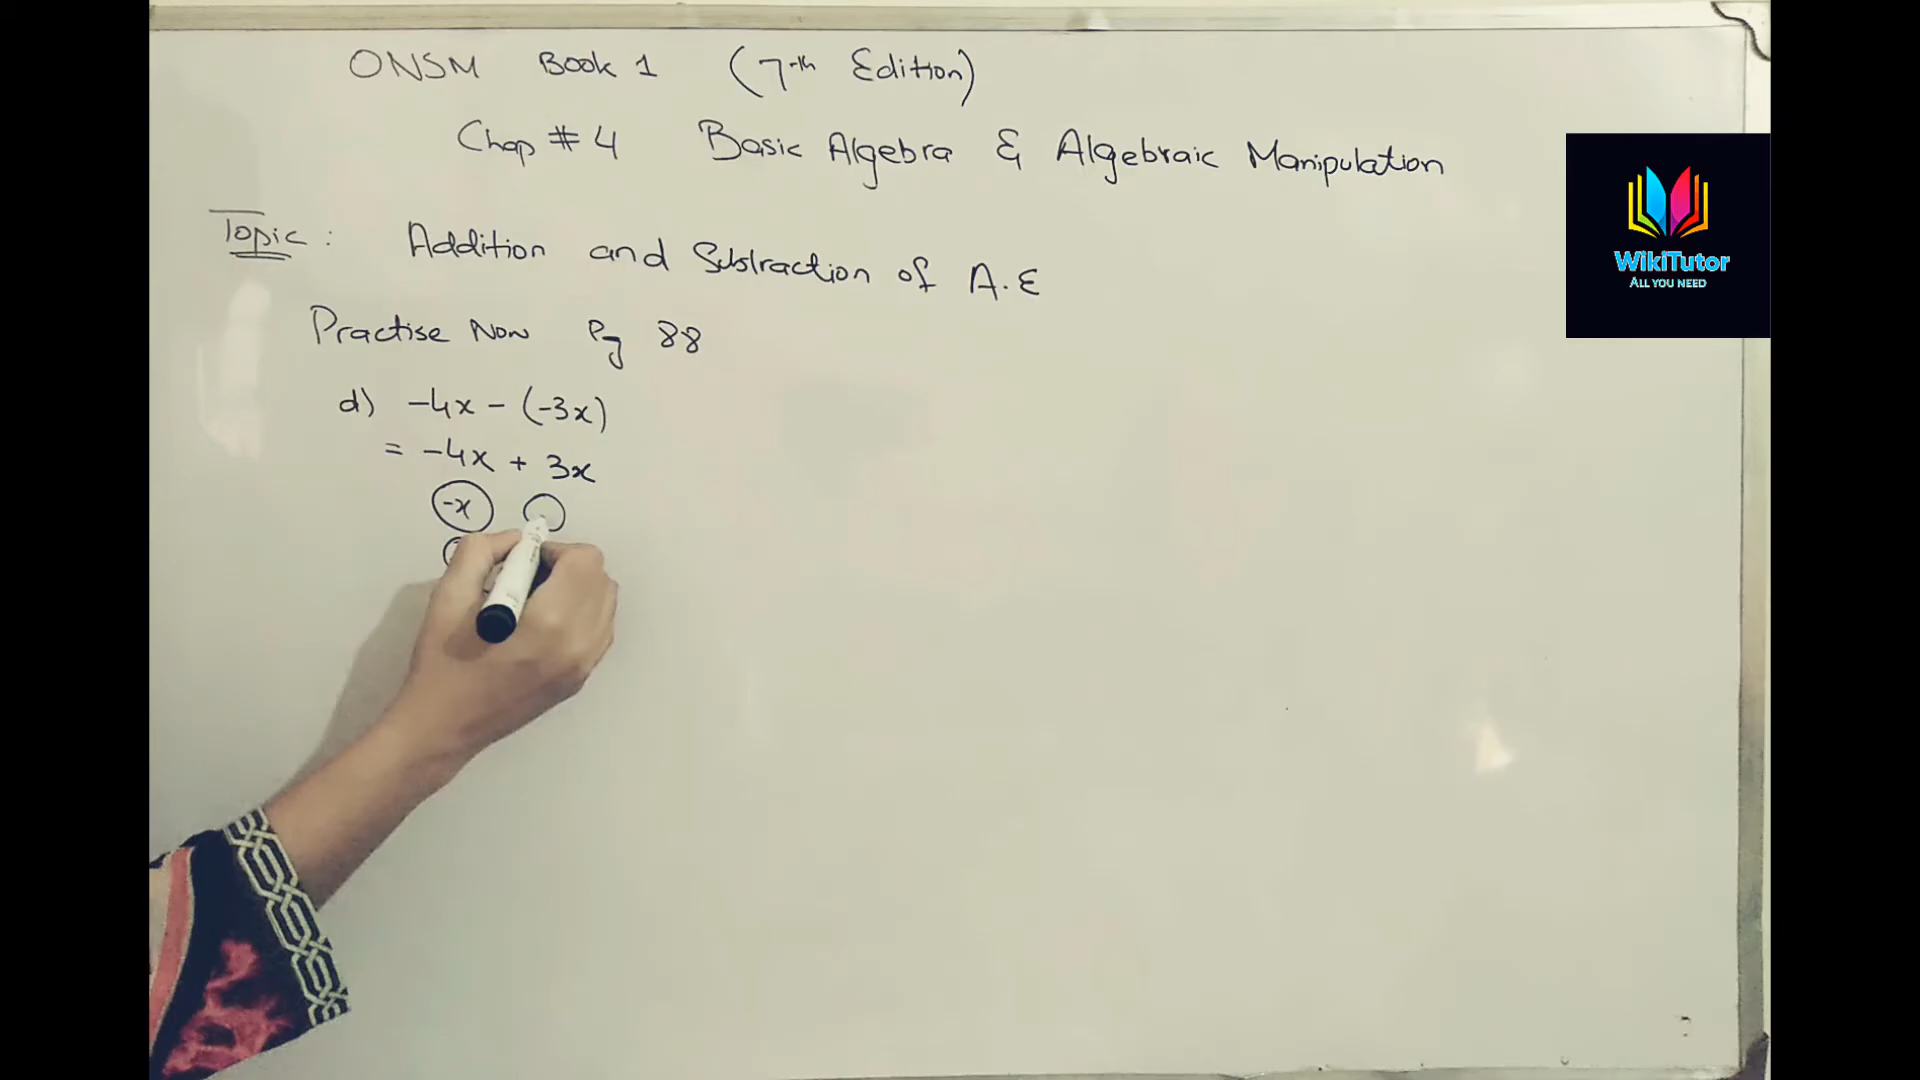 ONSM Book 1 (7th Edition)
Chap # 4 Basic Algebra & Algebraic Manipulation
Topic: Addition and Subtraction of A.E
Practise Now Pg 88
d) -4x - (-3x)
= -4x + 3x
-x
WikiTutor
ALL YOU NEED